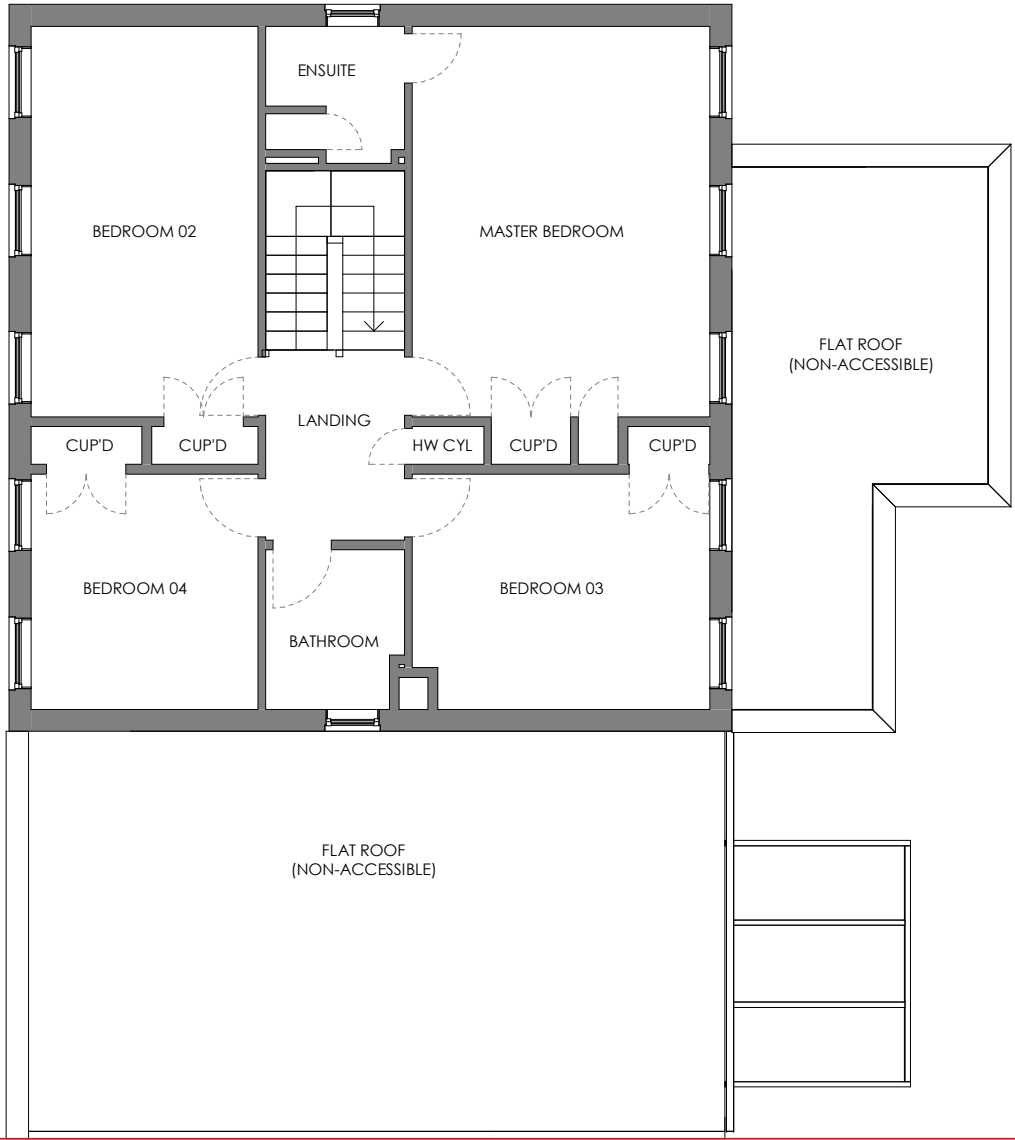 ENSUITE
BEDROOM 02
MASTER BEDROOM
FLAT ROOF
(NON-ACCESSIBLE)
LANDING
CUP'D
CUP'D
HW CYL
CUP'D
CUP'D
BEDROOM 04
BEDROOM 03
BATHROOM
FLAT ROOF
(NON-ACCESSIBLE)